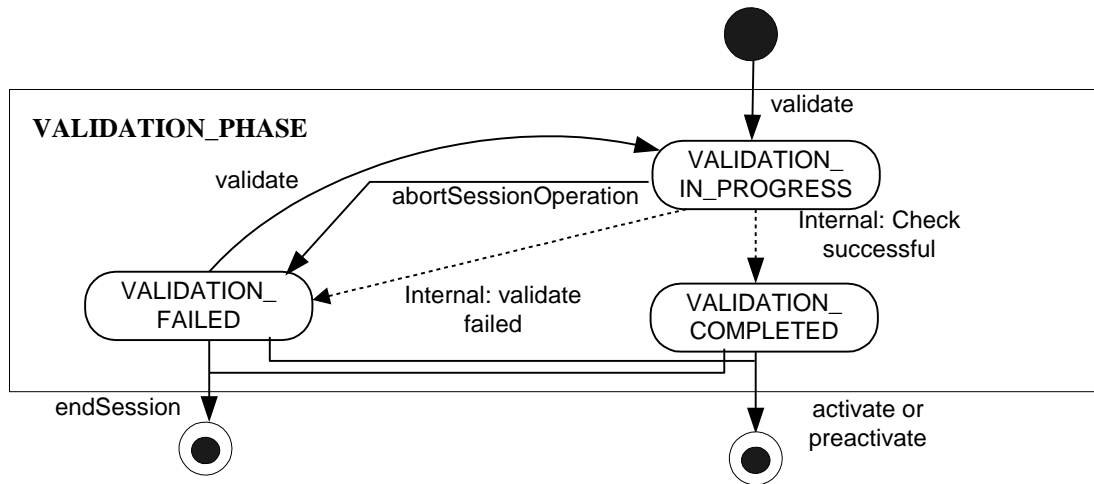 validate
VALIDATION_PHASE
VALIDATION_
IN_PROGRESS
validate
abortSessionOperation
Internal: Check
successful
VALIDATION_
FAILED
Internal: validate
failed
VALIDATION_
COMPLETED
endSession
activate or
preactivate